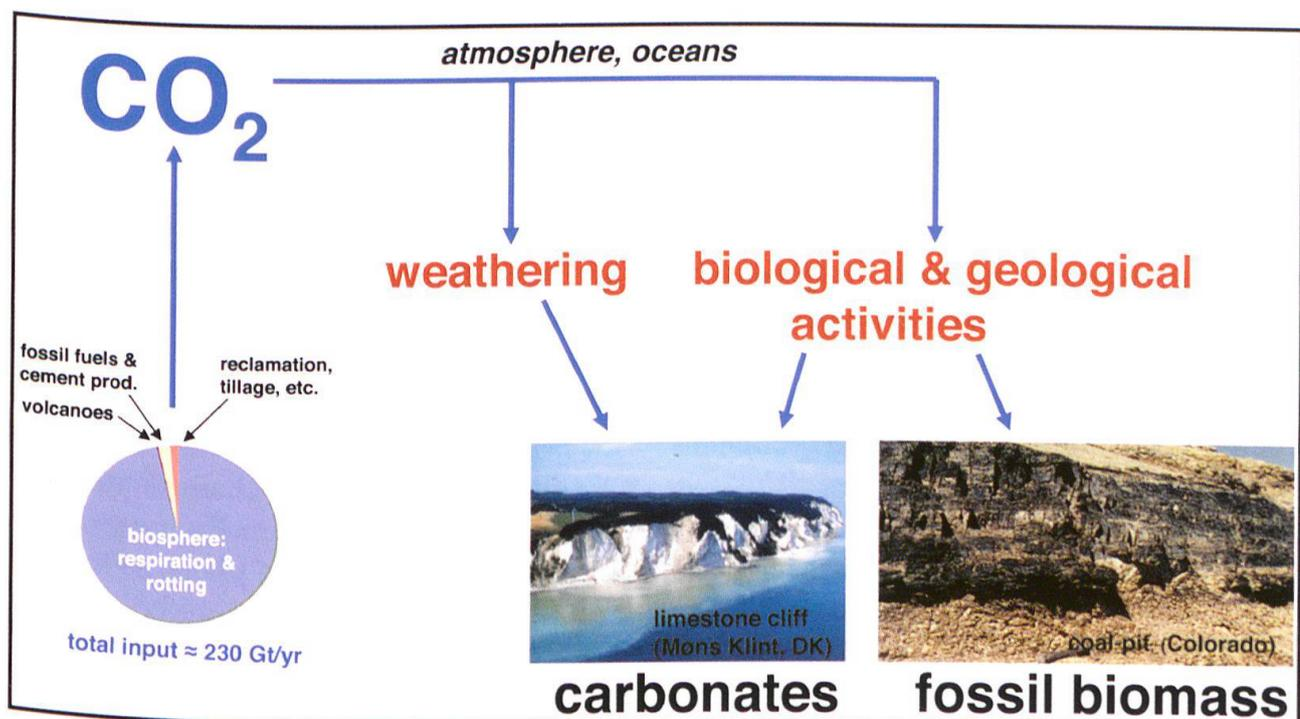 atmosphere, oceans
CO2
weathering
biological & geological
activities
fossil fuels &
cement prod.
volcanoes
reclamation,
tillage, etc.
biosphere:
respiration &
rotting
total input ≈ 230 Gt/yr
limestone cliff
(Møns Klint, DK)
carbonates
coal-pit (Colorado)
fossil biomass